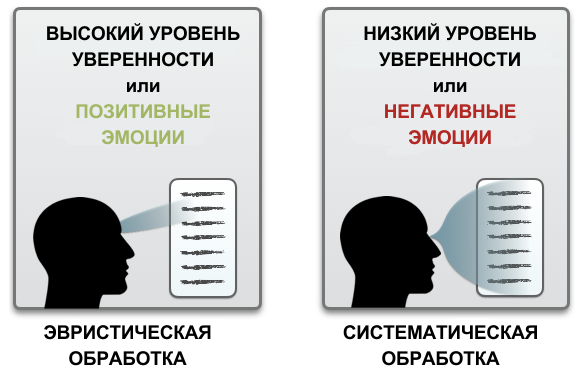 ВЫСОКИЙ УРОВЕНЬ
УВЕРЕННОСТИ
или
ПОЗИТИВНЫЕ
ЭМОЦИИ
ЭВРИСТИЧЕСКАЯ
ОБРАБОТКА
НИЗКИЙ УРОВЕНЬ
УВЕРЕННОСТИ
или
НЕГАТИВНЫЕ
ЭМОЦИИ
СИСТЕМАТИЧЕСКАЯ
ОБРАБОТКА